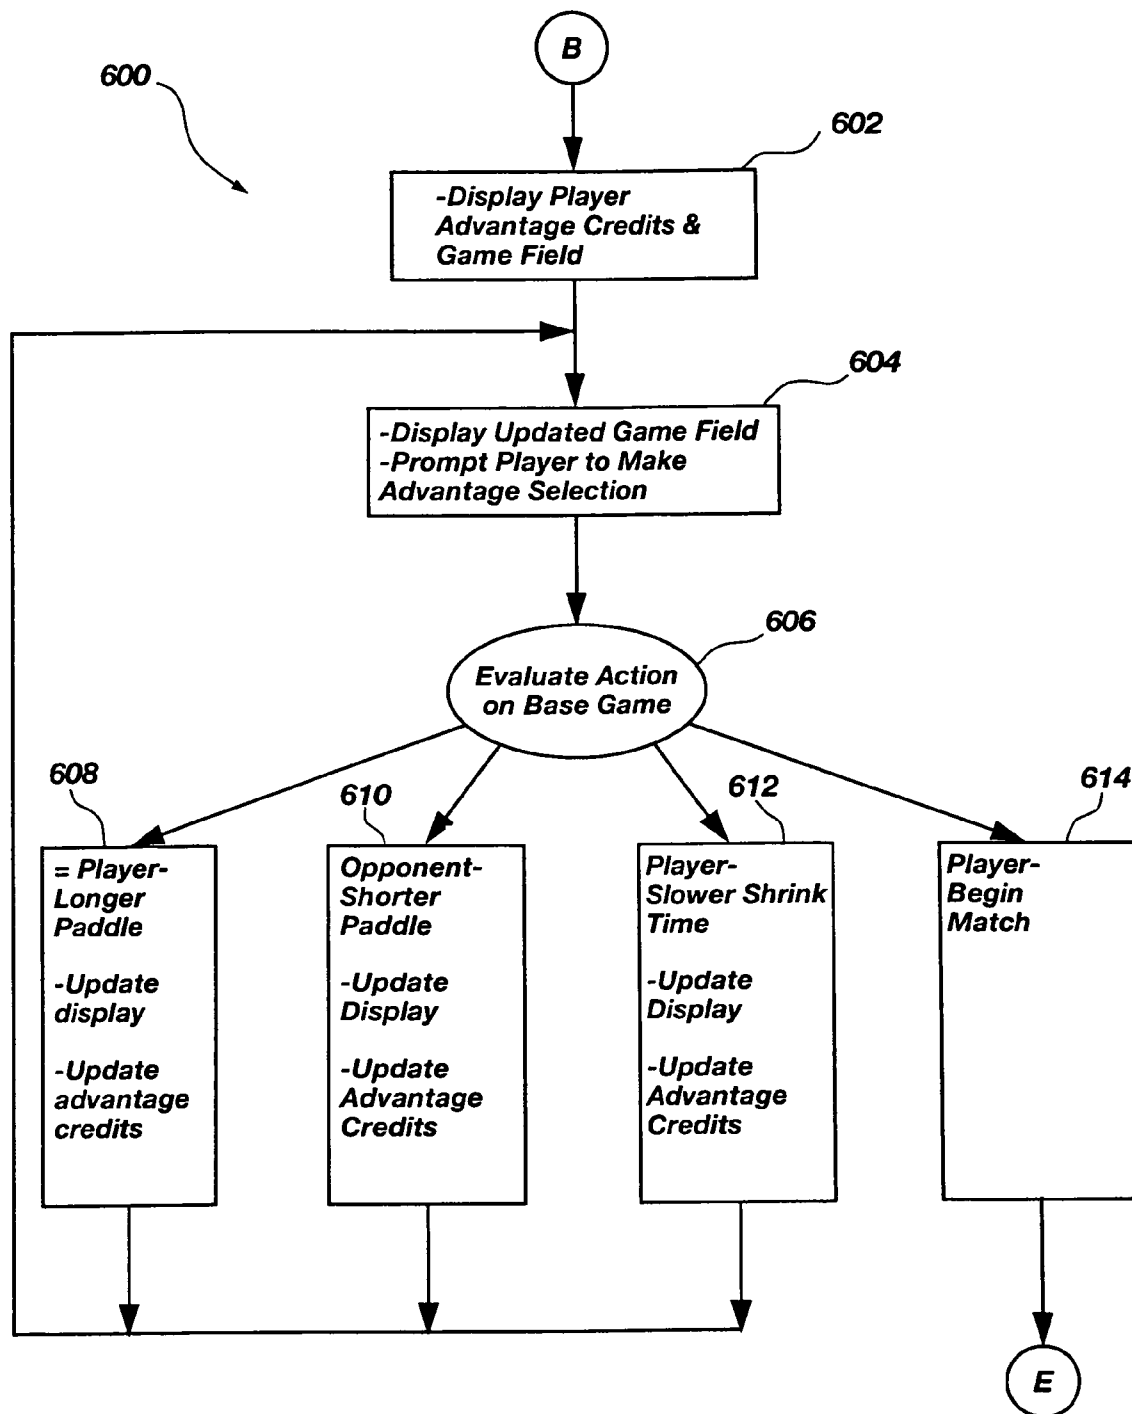 B
600
602
-Display Player
Advantage Credits &
Game Field
604
-Display Updated Game Field
-Prompt Player to Make
Advantage Selection
606
Evaluate Action
on Base Game
608
= Player-
Longer
Paddle
-Update
display
-Update
advantage
credits
610
Opponent-
Shorter
Paddle
-Update
Display
-Update
Advantage
Credits
612
Player-
Slower Shrink
Time
-Update
Display
-Update
Advantage
Credits
614
Player-
Begin
Match
E